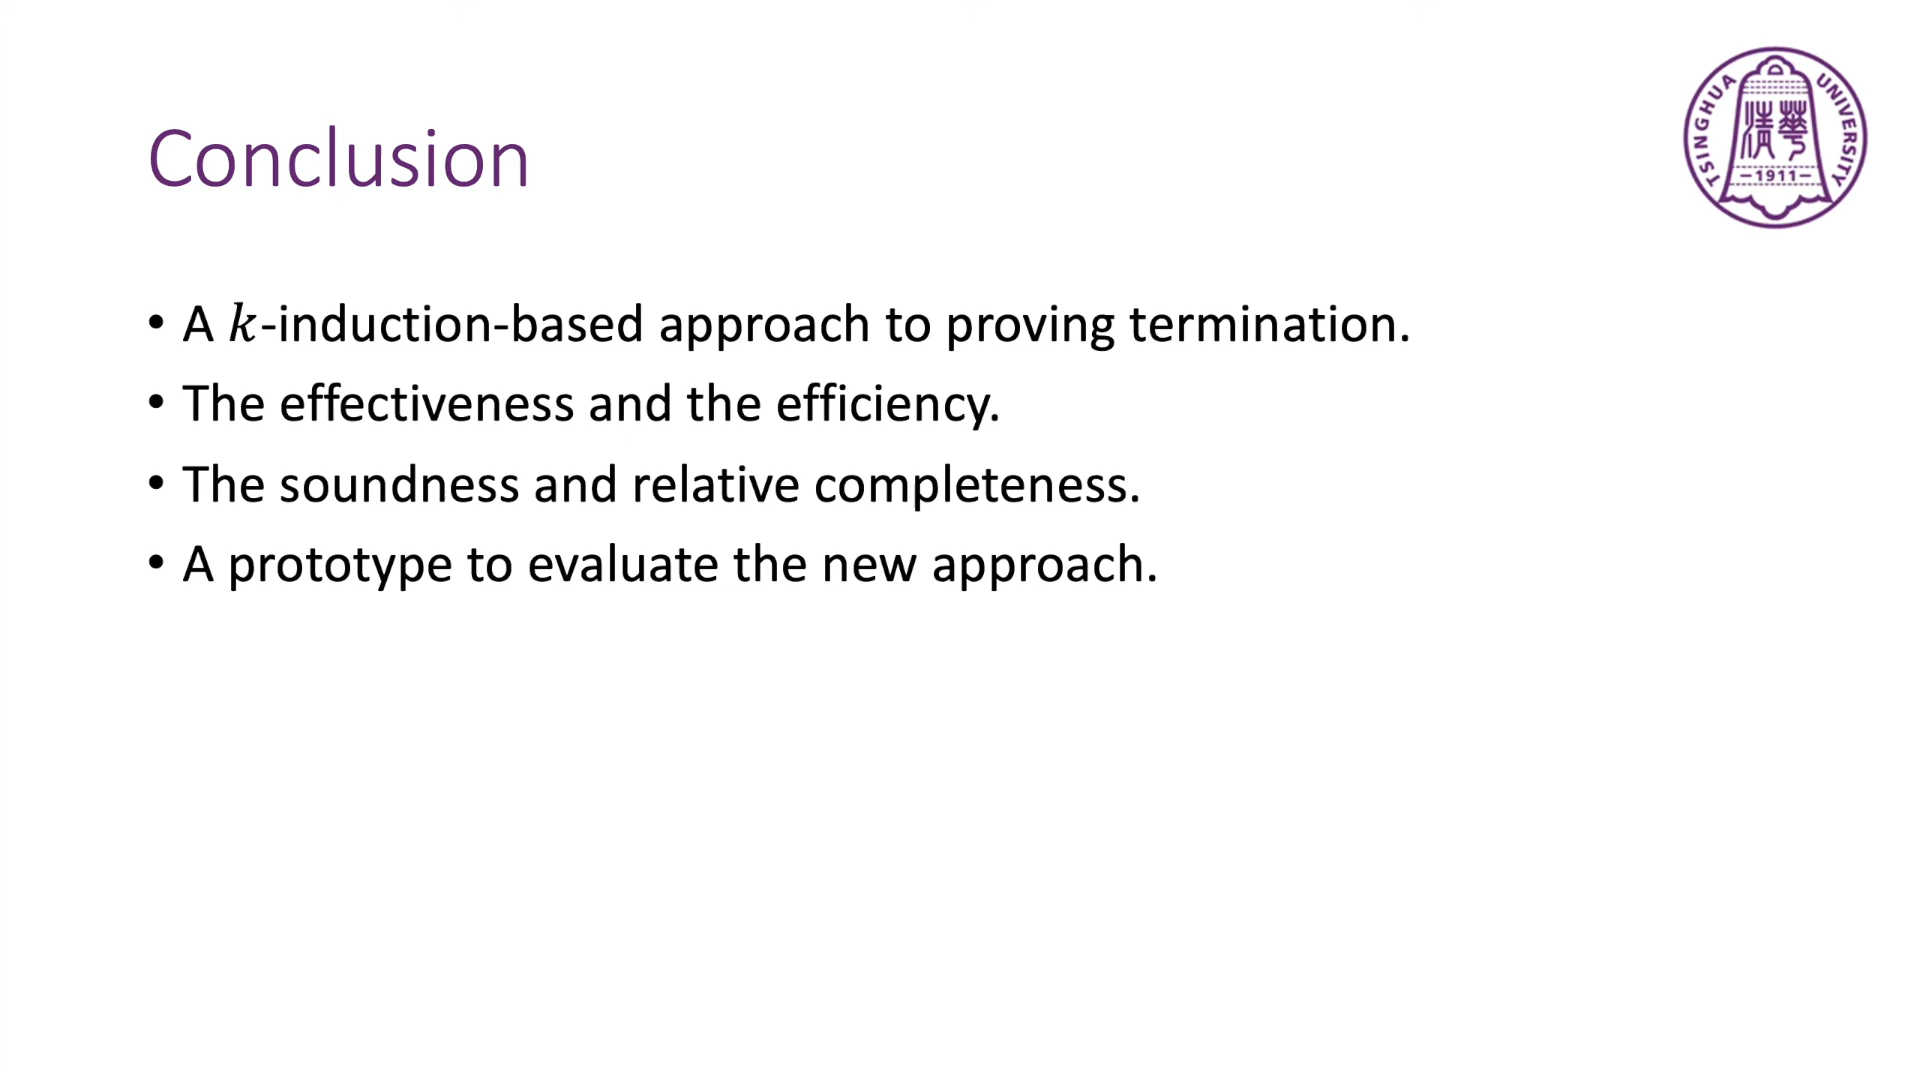 Conclusion
TSINGHUA UNIVERSITY
清華
1911
• A k-induction-based approach to proving termination.
• The effectiveness and the efficiency.
• The soundness and relative completeness.
• A prototype to evaluate the new approach.